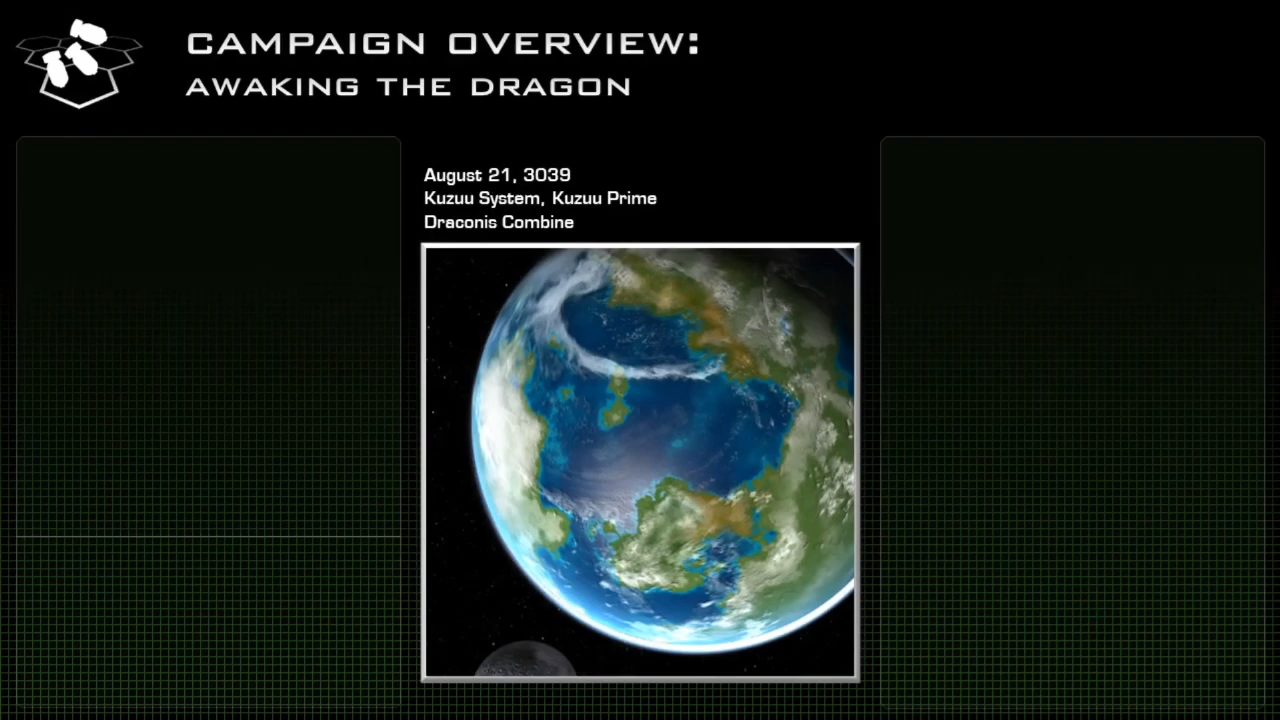 CAMPAIGN OVERVIEW:
AWAKING THE DRAGON
August 21, 3039
Kuzuu System, Kuzuu Prime
Draconis Combine